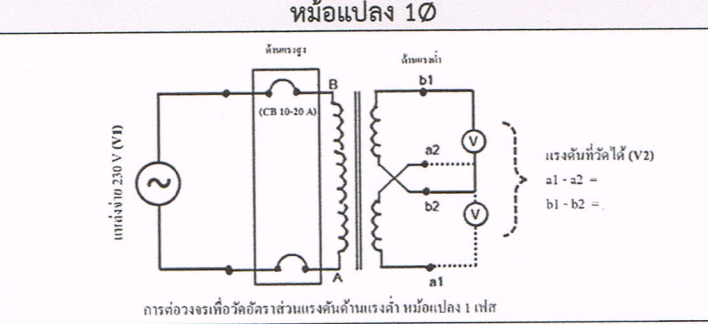 หม้อแปลง 1Ø
ด้านแรงสูง
ด้านแรงต่ำ
B
b1
(CB 10-20 A)
V
แหล่งจ่าย 230 V (V1)
a2
แรงดันที่วัดได้ (V2)
a1 - a2 =
b2
b1 - b2 =
V
A
a1
การต่อวงจรเพื่อวัดอัตราส่วนแรงดันด้านแรงต่ำ หม้อแปลง 1 เฟส